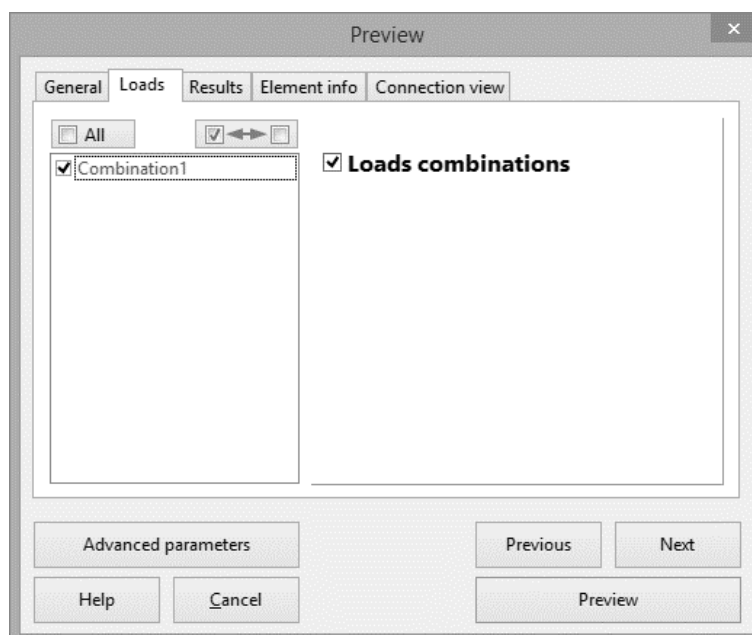 Preview
General Loads Results Element info Connection view
All
Combination1
Loads combinations
Advanced parameters Previous Next
Help Cancel Preview